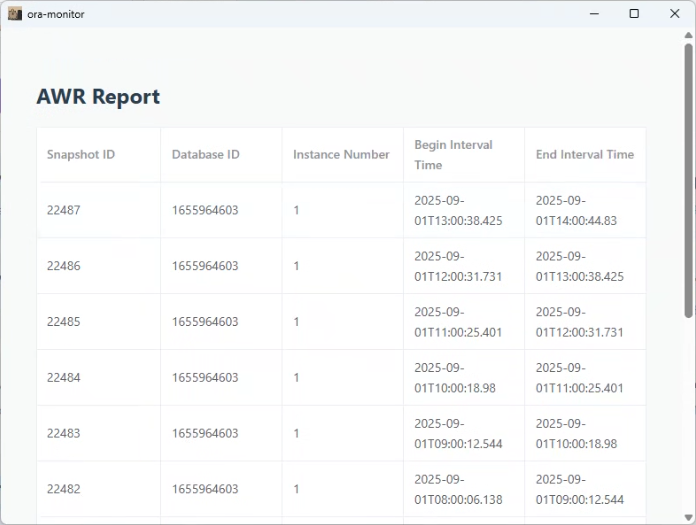 ora-monitor
AWR Report
Snapshot ID Database ID Instance Number Begin Interval Time End Interval Time
22487 1655964603 1 2025-09-01T13:00:38.425 2025-09-01T14:00:44.83
22486 1655964603 1 2025-09-01T12:00:31.731 2025-09-01T13:00:38.425
22485 1655964603 1 2025-09-01T11:00:25.401 2025-09-01T12:00:31.731
22484 1655964603 1 2025-09-01T10:00:18.98 2025-09-01T11:00:25.401
22483 1655964603 1 2025-09-01T09:00:12.544 2025-09-01T10:00:18.98
22482 1655964603 1 2025-09-01T08:00:06.138 2025-09-01T09:00:12.544